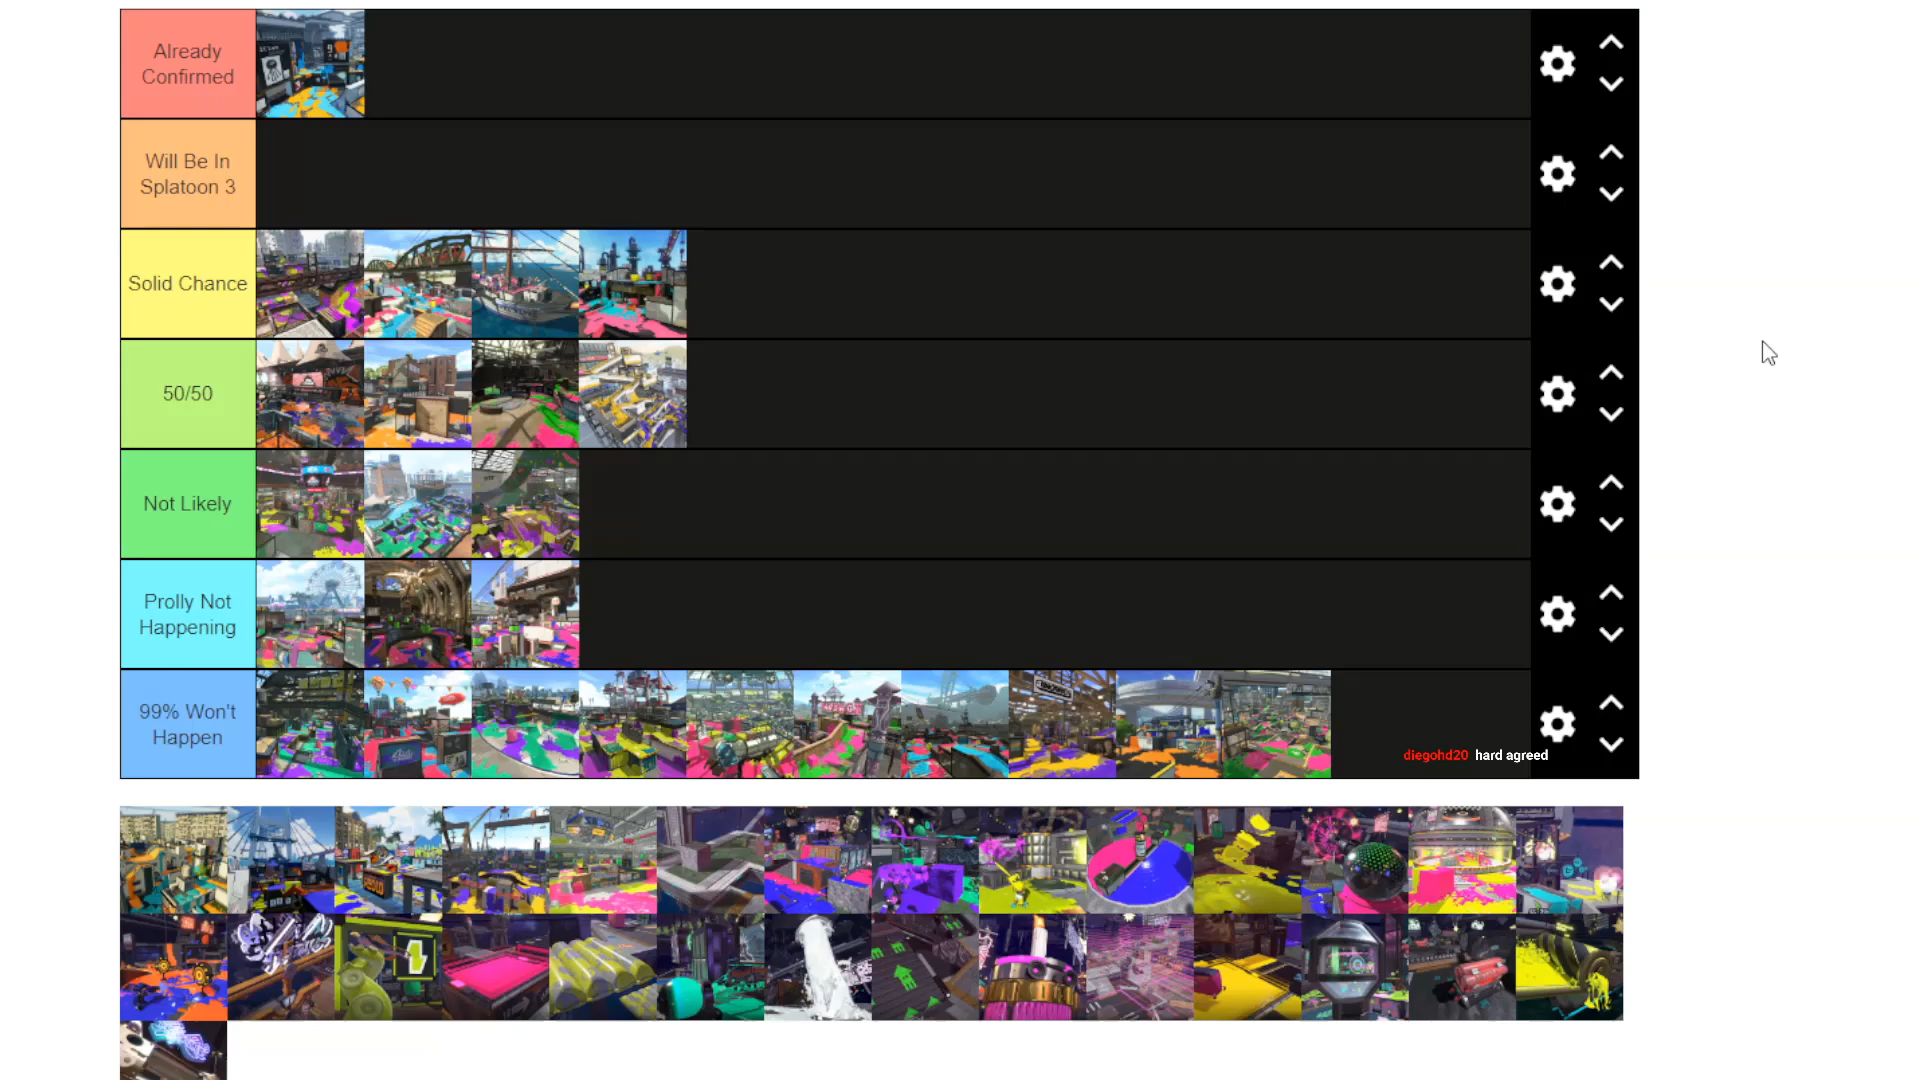 Already
Confirmed
Will Be In
Splatoon 3
Solid Chance
50/50
Not Likely
Prolly Not
Happening
99% Won't
Happen
diegohd20 hard agreed